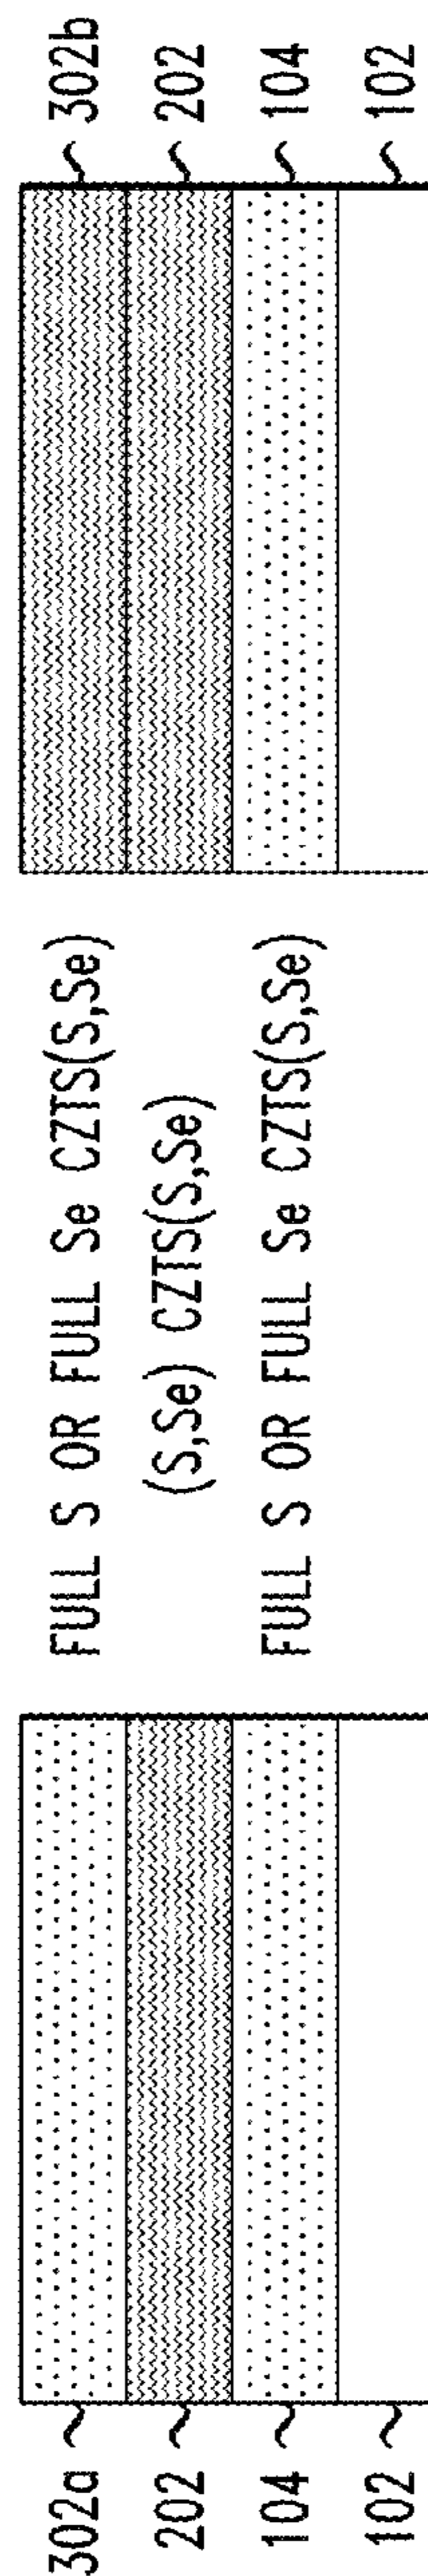 302a
202
104
102
FULL S OR FULL Se CZTS(S,Se)
(S,Se) CZTS(S,Se)
FULL S OR FULL Se CZTS(S,Se)
302b
202
104
102